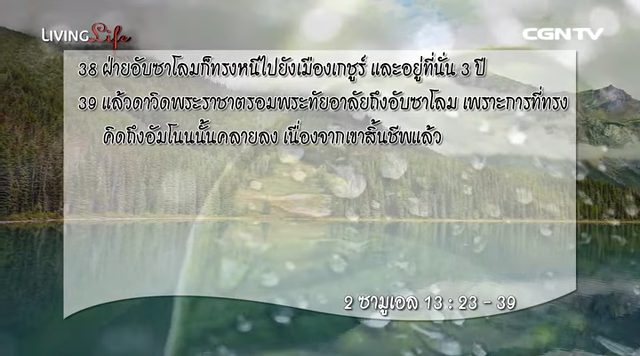 LIVING Life
CGNTV
38 ฝ่ายอับซาโลมก็ทรงหนีไปยังเมืองเกชูร์ และอยู่ที่นั่น 3 ปี
39 แล้วดาวิดพระราชาตรอมพระทัยอาลัยถึงอับซาโลม เพราะการที่ทรง
คิดถึงอัมโนนนั้นคลายลง เนื่องจากเขาสิ้นชีพแล้ว
2 ซามูเอล 13 : 23 - 39